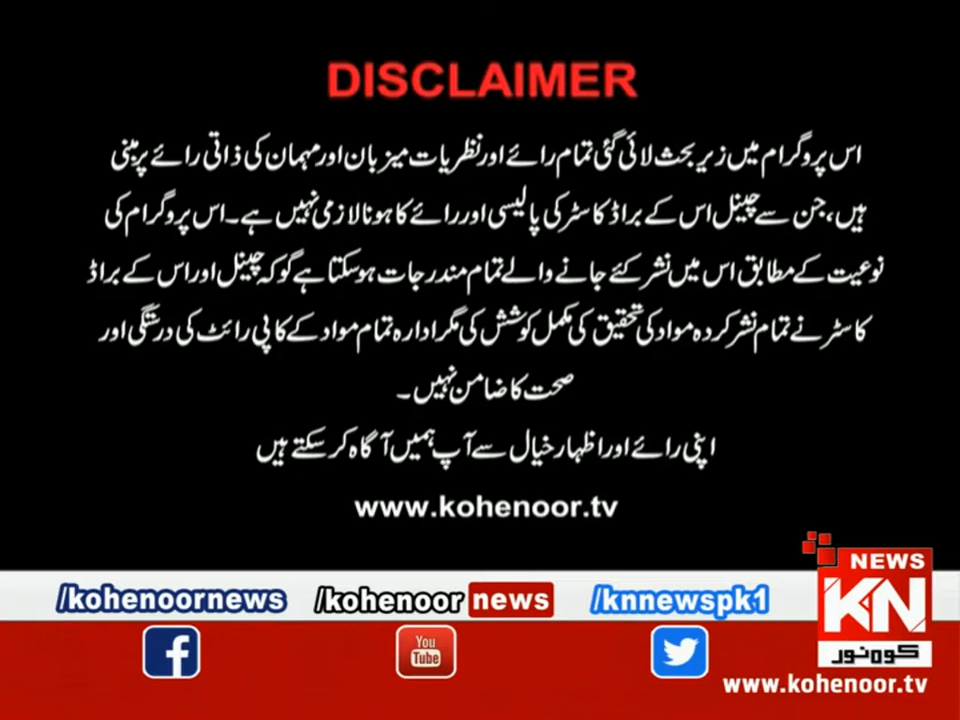 DISCLAIMER
اس پروگرام میں زیر بحث لائی گئی تمام رائے اور نظریات میزبان اور مہمان کی ذاتی رائے پر مبنی
ہیں، جن سے چینل اس کے براڈ کاسٹر کی پالیسی اور رائے کا ہونا لازمی نہیں ہے۔ اس پروگرام کی
نوعیت کے مطابق اس میں نشر کئے جانے والے تمام مندرجات ہو سکتا ہے گو کہ چینل اور اس کے براڈ
کاسٹر نے تمام نشر کردہ مواد کی تحقیق کی مکمل کوشش کی مگر ادارہ تمام مواد کے کاپی رائٹ کی درستگی اور
صحت کا ضامن نہیں۔
اپنی رائے اور اظہار خیال سے آپ ہمیں آگاہ کر سکتے ہیں
www.kohenoor.tv
/kohenoornews /kohenoor news /knnewspk1
You Tube
NEWS
KN
کوہ نور
www.kohenoor.tv